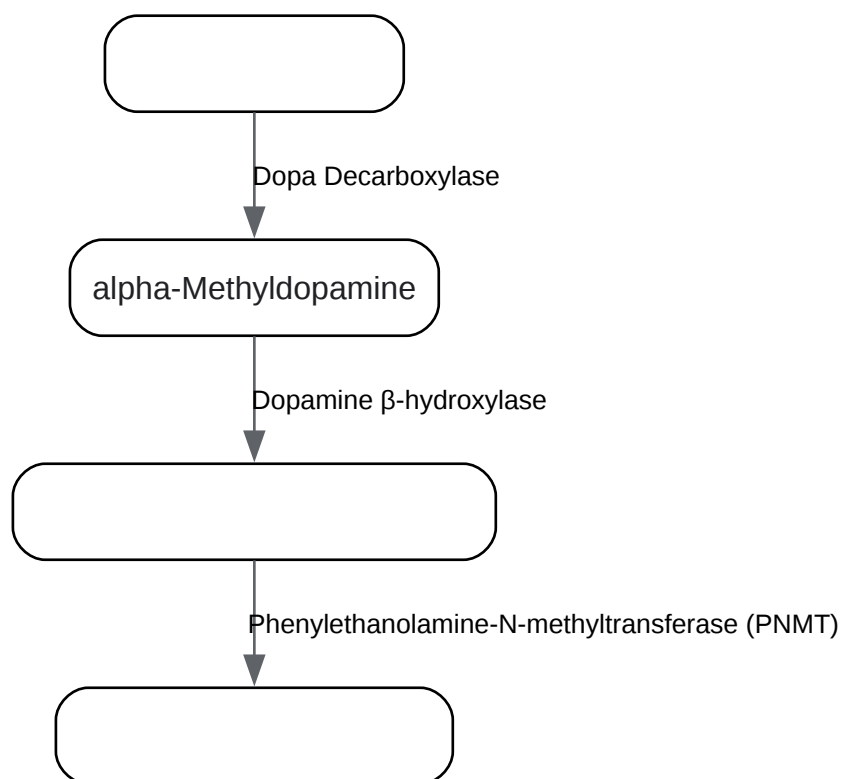 Dopa Decarboxylase
alpha-Methyldopamine
Dopamine β-hydroxylase
Phenylethanolamine-N-methyltransferase (PNMT)